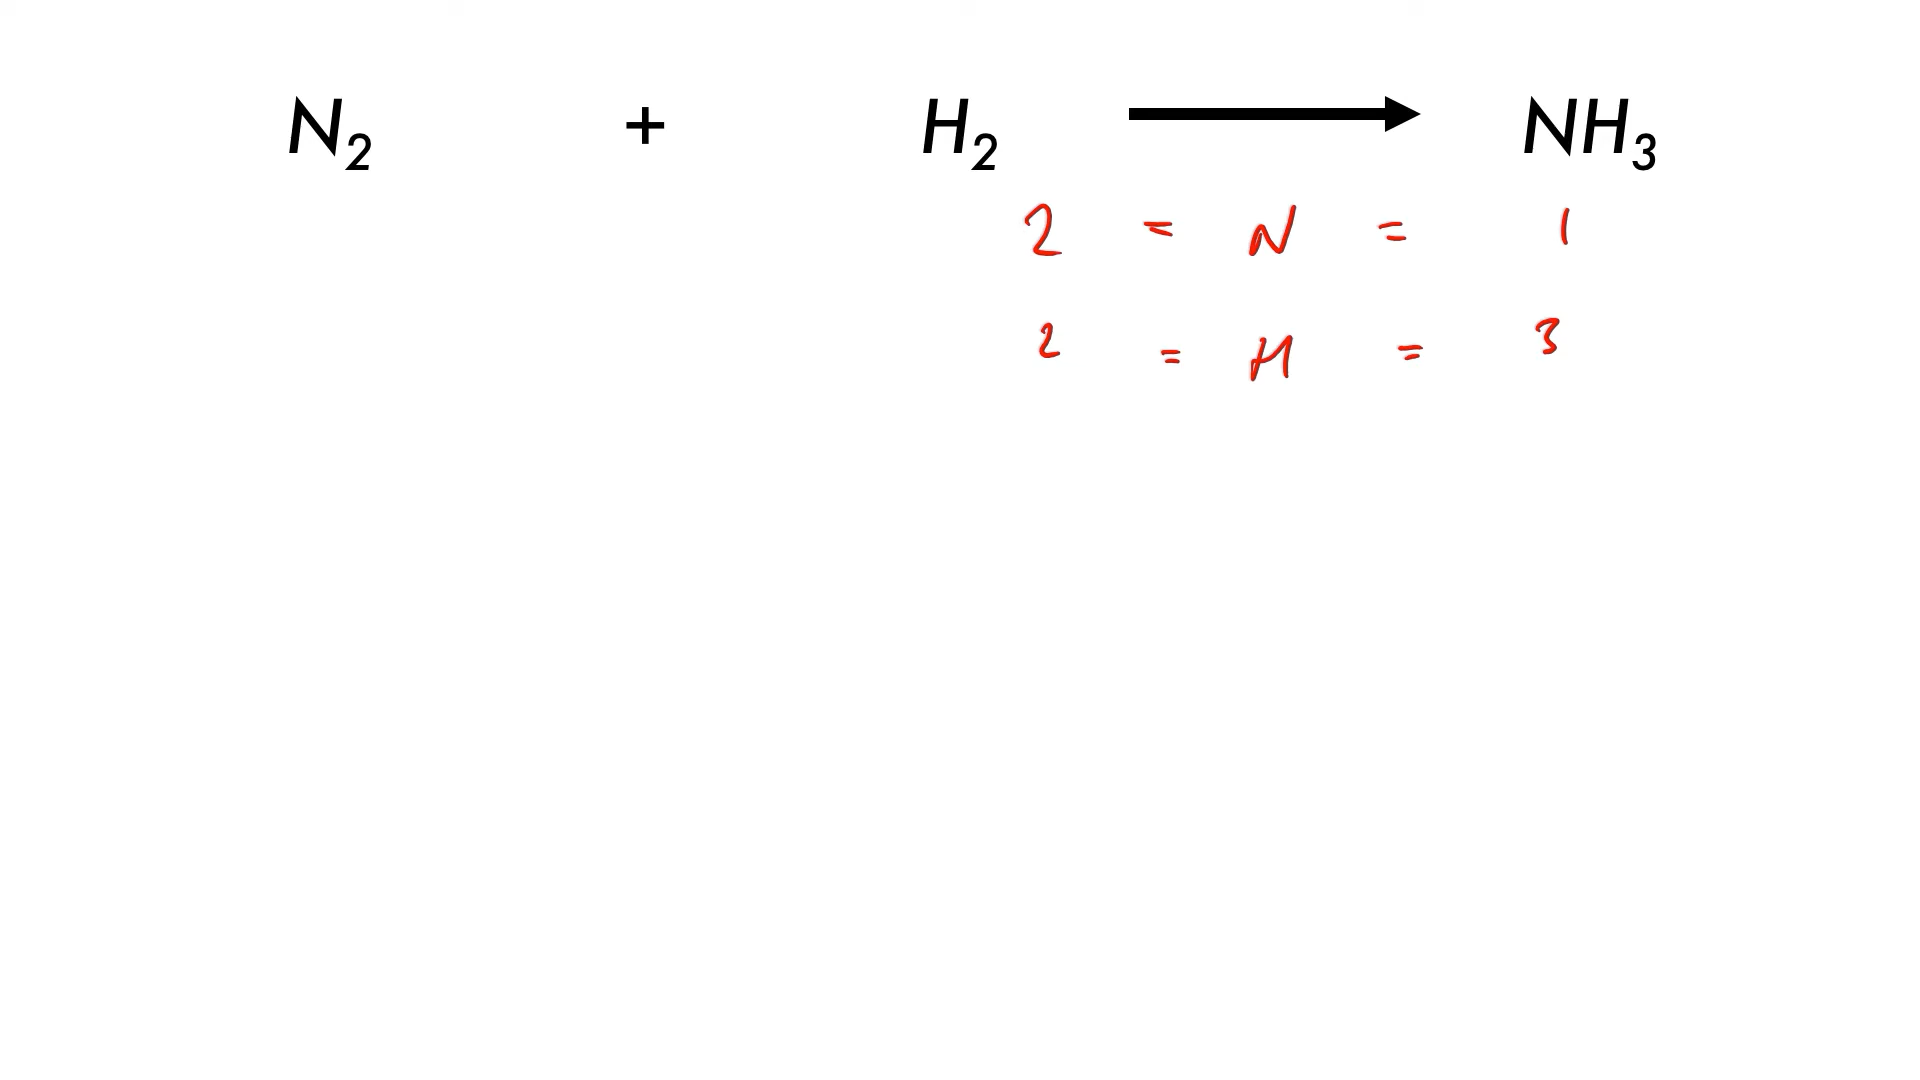 N₂ + H₂ → NH₃
2 = N = 1
2 = H = 3